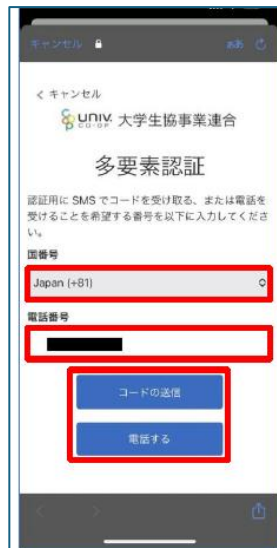 キャンセル
ああ
キャンセル
univ CO-OP 大学生協事業連合
多要素認証
認証用に SMS でコードを受け取る、または電話を
受けることを希望する番号を以下に入力してくださ
い。
国番号
Japan (+81)
電話番号
コードの送信
電話する